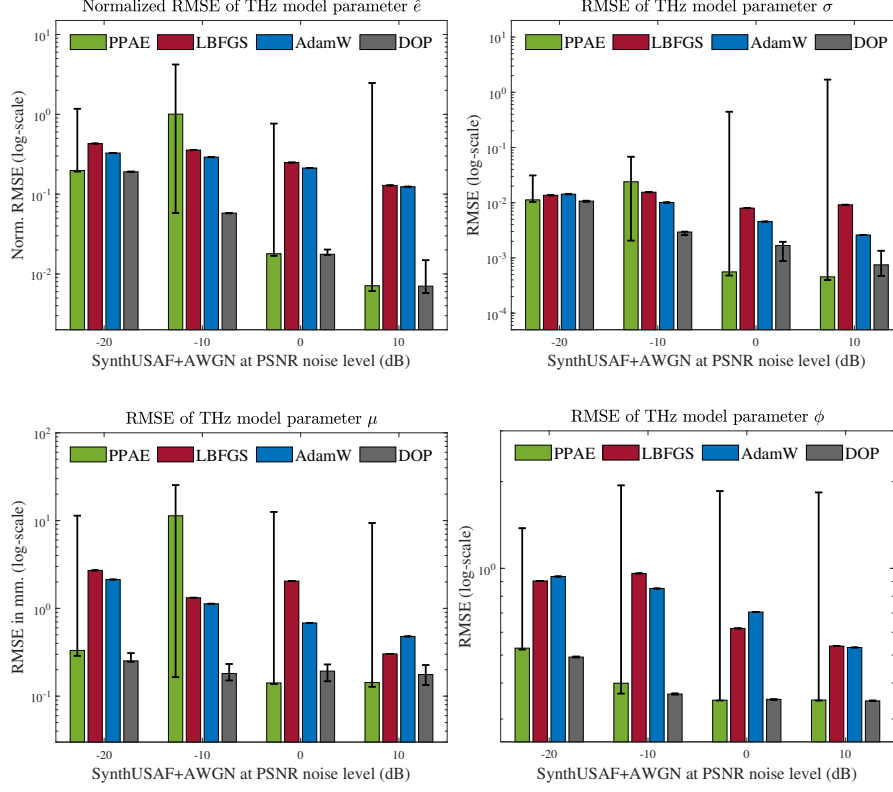 Normalized RMSE of THz model parameter ê
10^1
PPAE LBFGS AdamW DOP
10^0
10^-1
10^-2
Norm. RMSE (log-scale)
-20 -10 0 10
SynthUSAF+AWGN at PSNR noise level (dB)
RMSE of THz model parameter σ
10^1
PPAE LBFGS AdamW DOP
10^0
10^-1
10^-2
10^-3
10^-4
RMSE (log-scale)
-20 -10 0 10
SynthUSAF+AWGN at PSNR noise level (dB)
RMSE of THz model parameter μ
10^2
PPAE LBFGS AdamW DOP
10^1
10^0
10^-1
RMSE in mm. (log-scale)
-20 -10 0 10
SynthUSAF+AWGN at PSNR noise level (dB)
RMSE of THz model parameter ϕ
PPAE LBFGS AdamW DOP
10^0
RMSE (log-scale)
-20 -10 0 10
SynthUSAF+AWGN at PSNR noise level (dB)